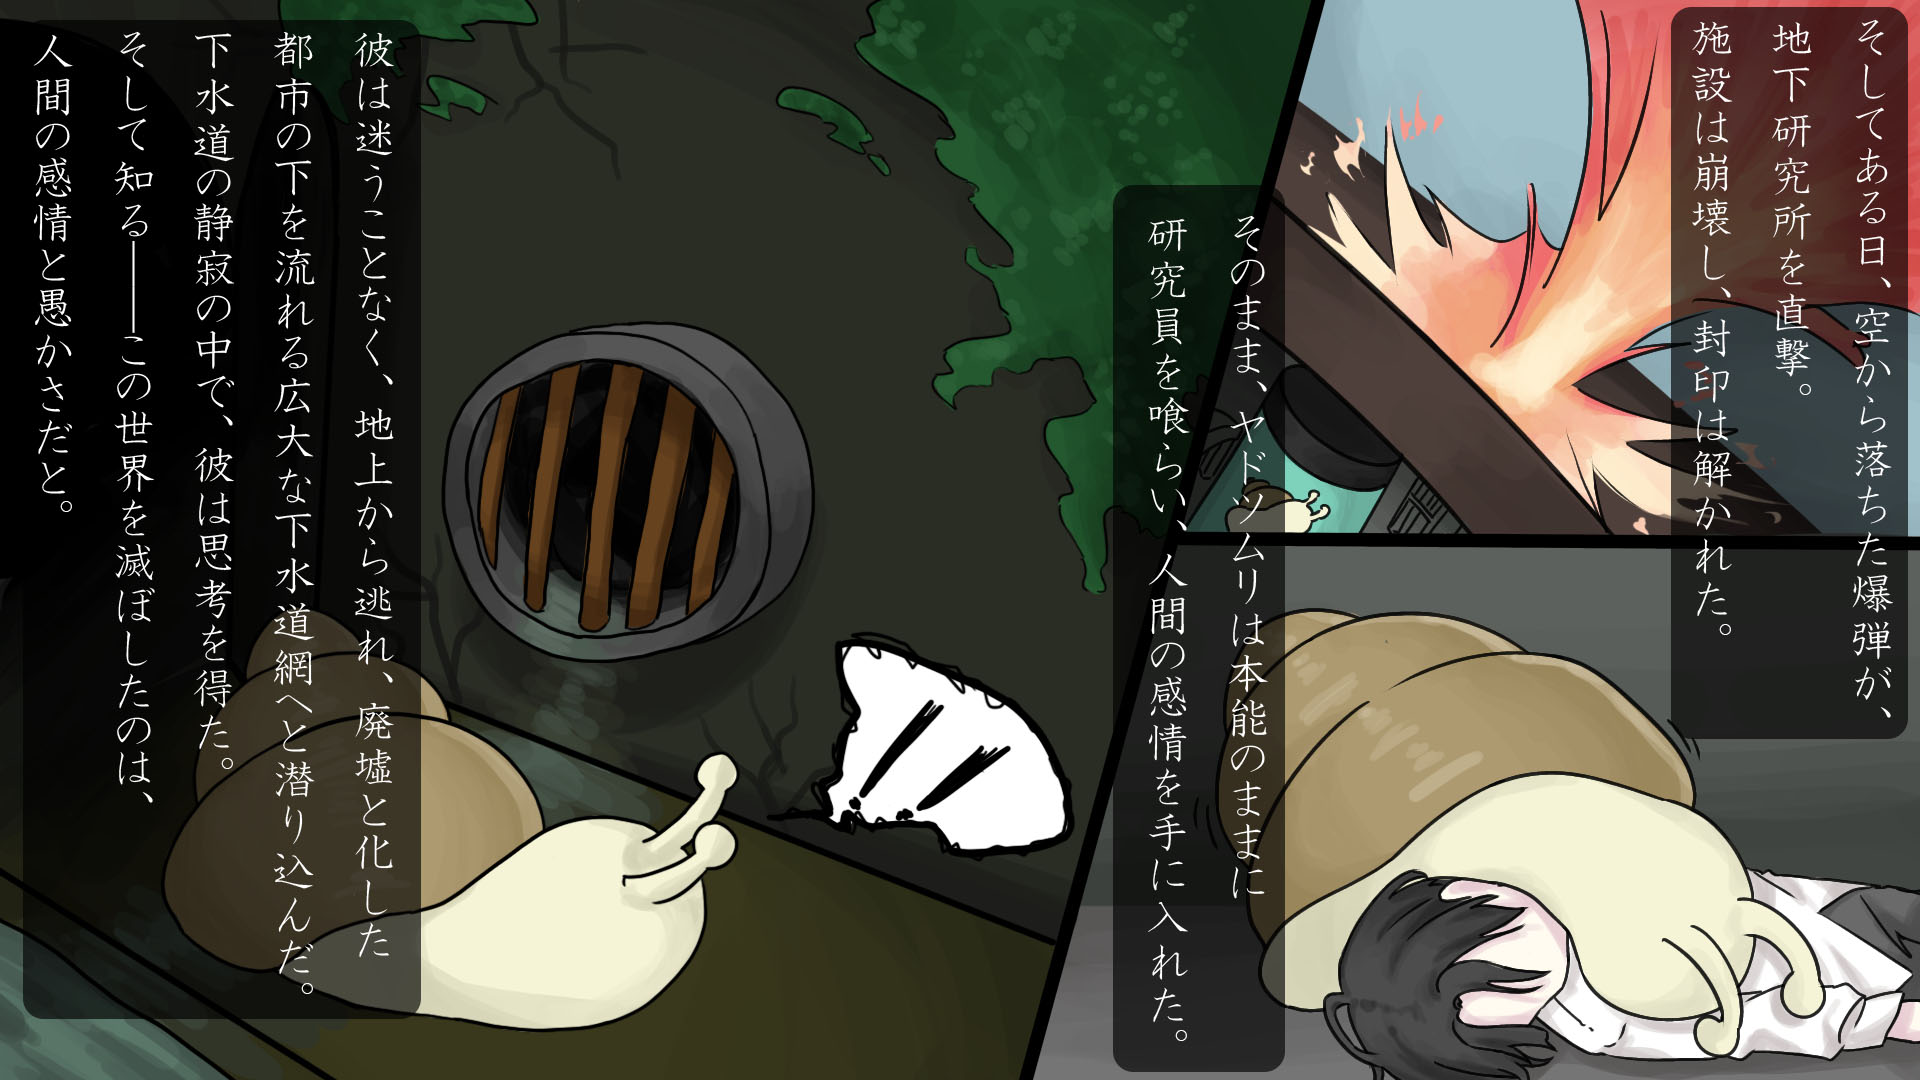 そしてある日、空から落ちた爆弾が、
地下研究所を直撃。
施設は崩壊し、封印は解かれた。
そのまま、ヤドツムリは本能のままに
研究員を喰らい、人間の感情を手に入れた。
彼は迷うことなく、地上から逃れ、廃墟と化した
都市の下を流れる広大な下水道網へと潜り込んだ。
下水道の静寂の中で、彼は思考を得た。
そして知る――この世界を滅ぼしたのは、
人間の感情と愚かさだと。